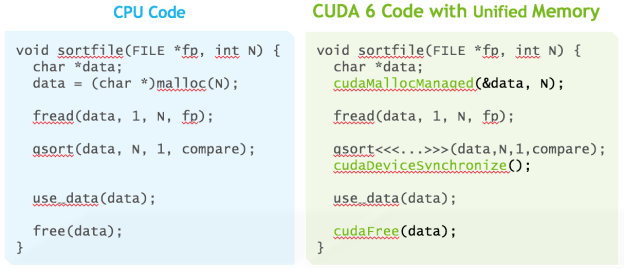 CPU Code
void sortfile(FILE *fp, int N) {
char *data;
data = (char *)malloc(N);
fread(data, 1, N, fp);
qsort(data, N, 1, compare);
use_data(data);
free(data);
}
CUDA 6 Code with Unified Memory
void sortfile(FILE *fp, int N) {
char *data;
cudaMallocManaged(&data, N);
fread(data, 1, N, fp);
qsort<<<...>>>(data,N,1,compare);
cudaDeviceSynchronize();
use_data(data);
cudaFree(data);
}